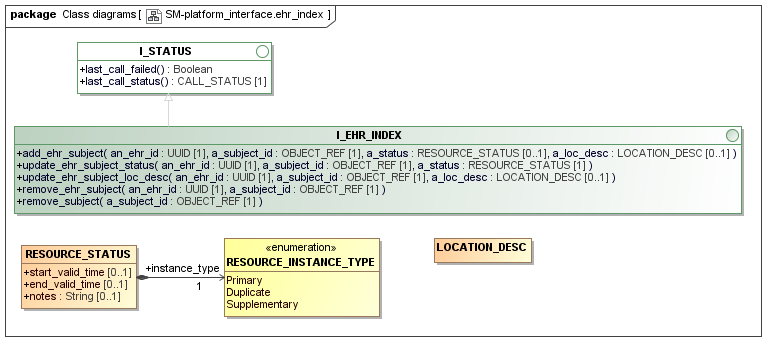 package Class diagrams [ SM-platform_interface.ehr_index ]
I_STATUS
+last_call_failed() : Boolean
+last_call_status() : CALL_STATUS [1]
I_EHR_INDEX
+add_ehr_subject( an_ehr_id : UUID [1], a_subject_id : OBJECT_REF [1], a_status : RESOURCE_STATUS [0..1], a_loc_desc : LOCATION_DESC [0..1] )
+update_ehr_subject_status( an_ehr_id : UUID [1], a_subject_id : OBJECT_REF [1], a_status : RESOURCE_STATUS [1] )
+update_ehr_subject_loc_desc( an_ehr_id : UUID [1], a_subject_id : OBJECT_REF [1], a_loc_desc : LOCATION_DESC [0..1] )
+remove_ehr_subject( an_ehr_id : UUID [1], a_subject_id : OBJECT_REF [1] )
+remove_subject( a_subject_id : OBJECT_REF [1] )
RESOURCE_STATUS
+start_valid_time [0..1]
+end_valid_time [0..1]
+notes : String [0..1]
+instance_type
1
«enumeration»
RESOURCE_INSTANCE_TYPE
Primary
Duplicate
Supplementary
LOCATION_DESC